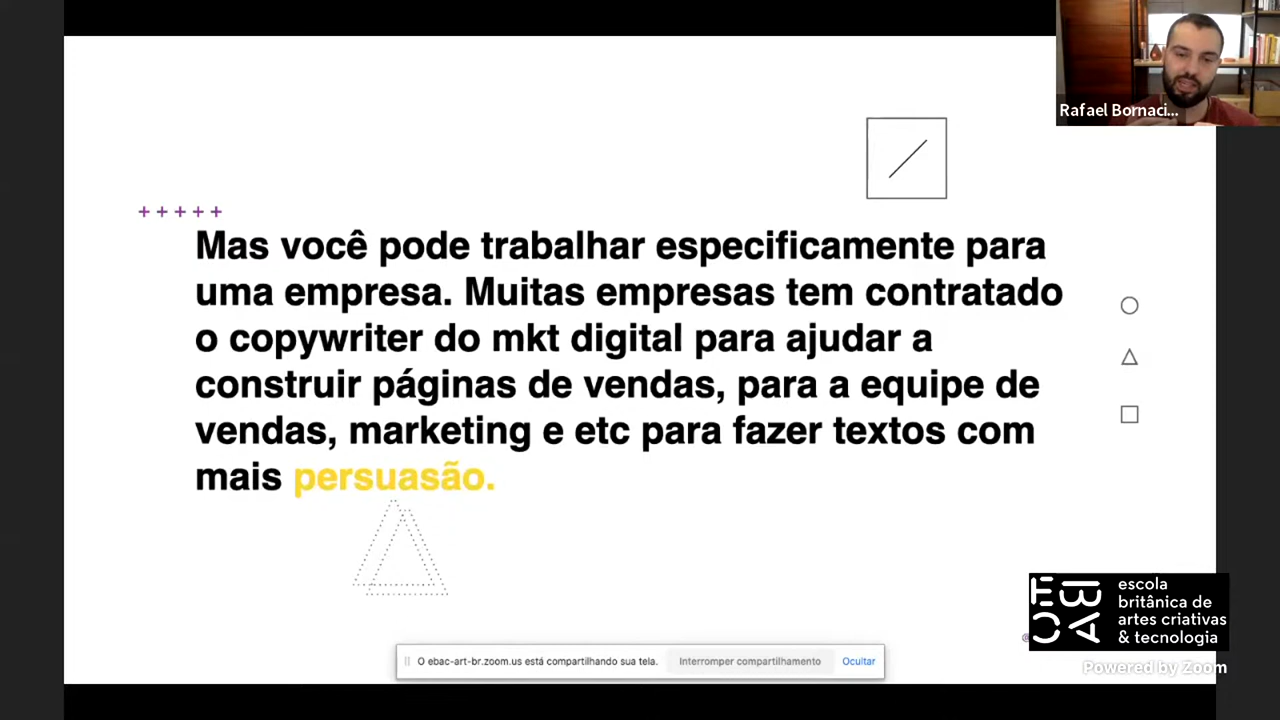 Rafael Bornaci...
+ + + + +
Mas você pode trabalhar especificamente para
uma empresa. Muitas empresas tem contratado
o copywriter do mkt digital para ajudar a
construir páginas de vendas, para a equipe de
vendas, marketing e etc para fazer textos com
mais persuasão.
EBAC
escola
britânica de
artes criativas
& tecnologia
O ebac-art-br.zoom.us está compartilhando sua tela.
Interromper compartilhamento
Ocultar
Powered by Zoom